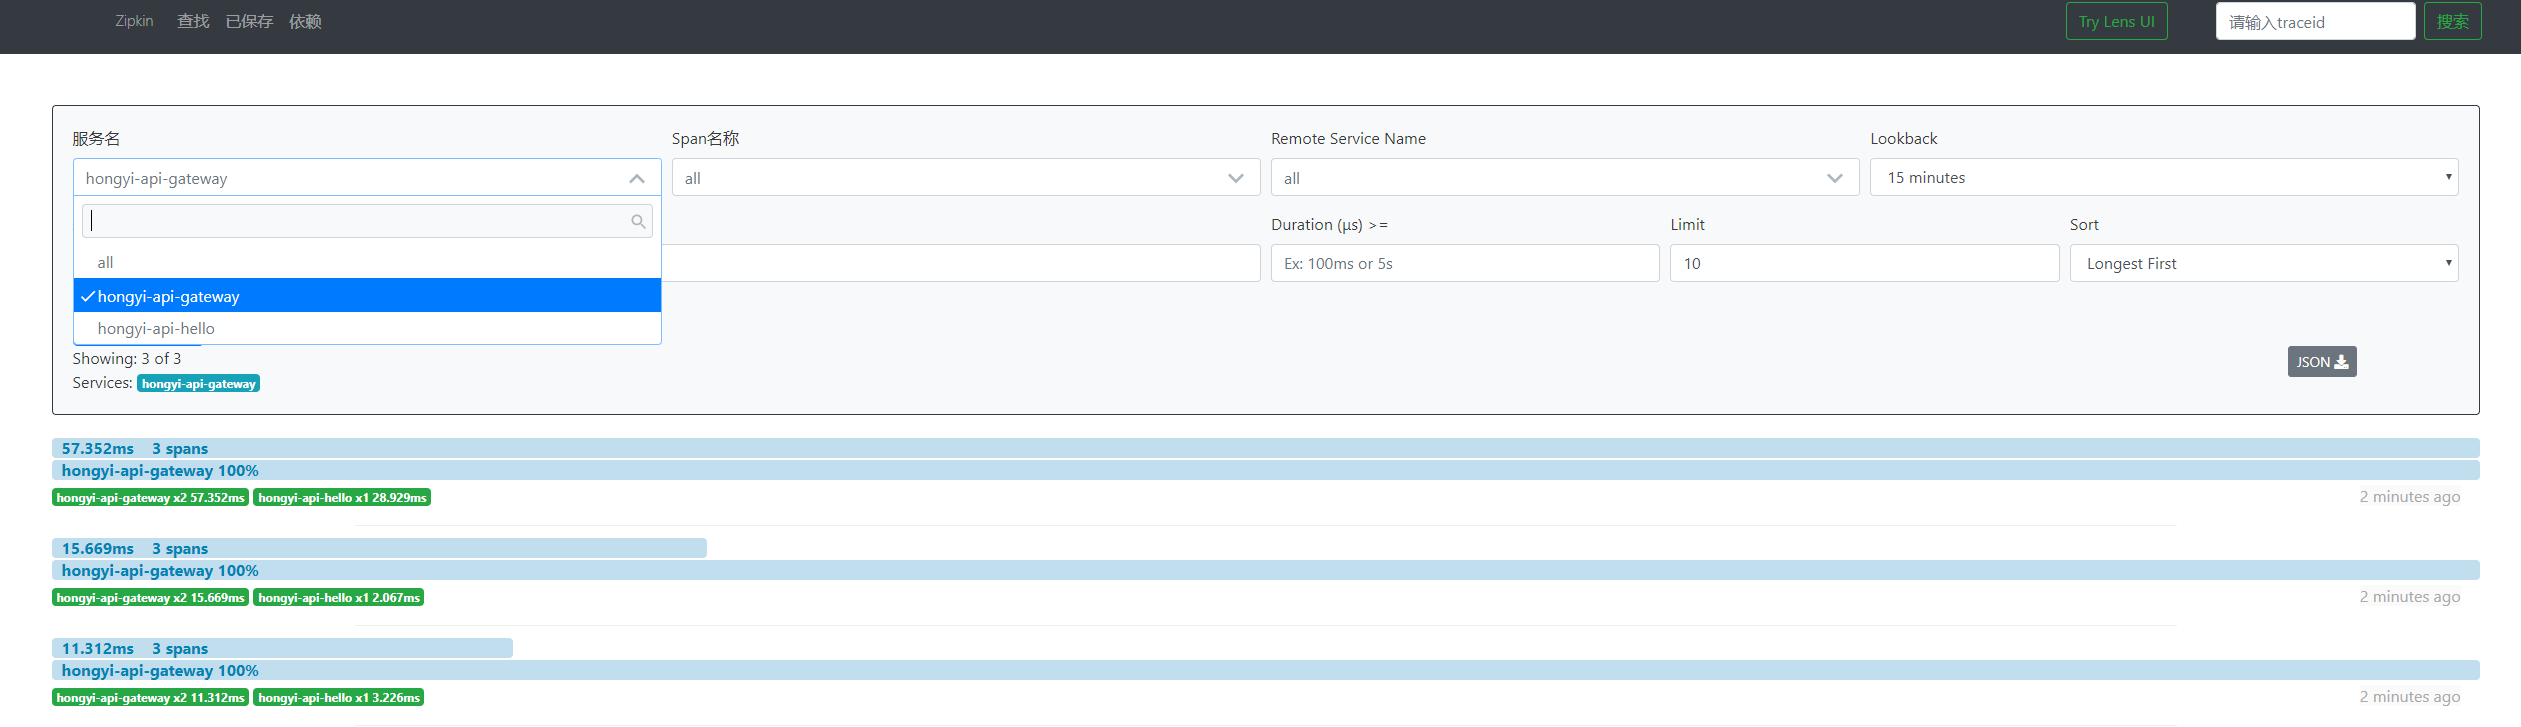 Zipkin 查找 已保存 依赖 Try Lens UI 请输入traceid 搜索
服务名 Span名称 Remote Service Name Lookback
hongyi-api-gateway all all 15 minutes
Duration (μs) >= Limit Sort
all Ex: 100ms or 5s 10 Longest First
hongyi-api-gateway
hongyi-api-hello
Showing: 3 of 3
JSON
Services: hongyi-api-gateway
57.352ms 3 spans
hongyi-api-gateway 100%
hongyi-api-gateway x2 57.352ms hongyi-api-hello x1 28.929ms 2 minutes ago
15.669ms 3 spans
hongyi-api-gateway 100%
hongyi-api-gateway x2 15.669ms hongyi-api-hello x1 2.067ms 2 minutes ago
11.312ms 3 spans
hongyi-api-gateway 100%
hongyi-api-gateway x2 11.312ms hongyi-api-hello x1 3.226ms 2 minutes ago